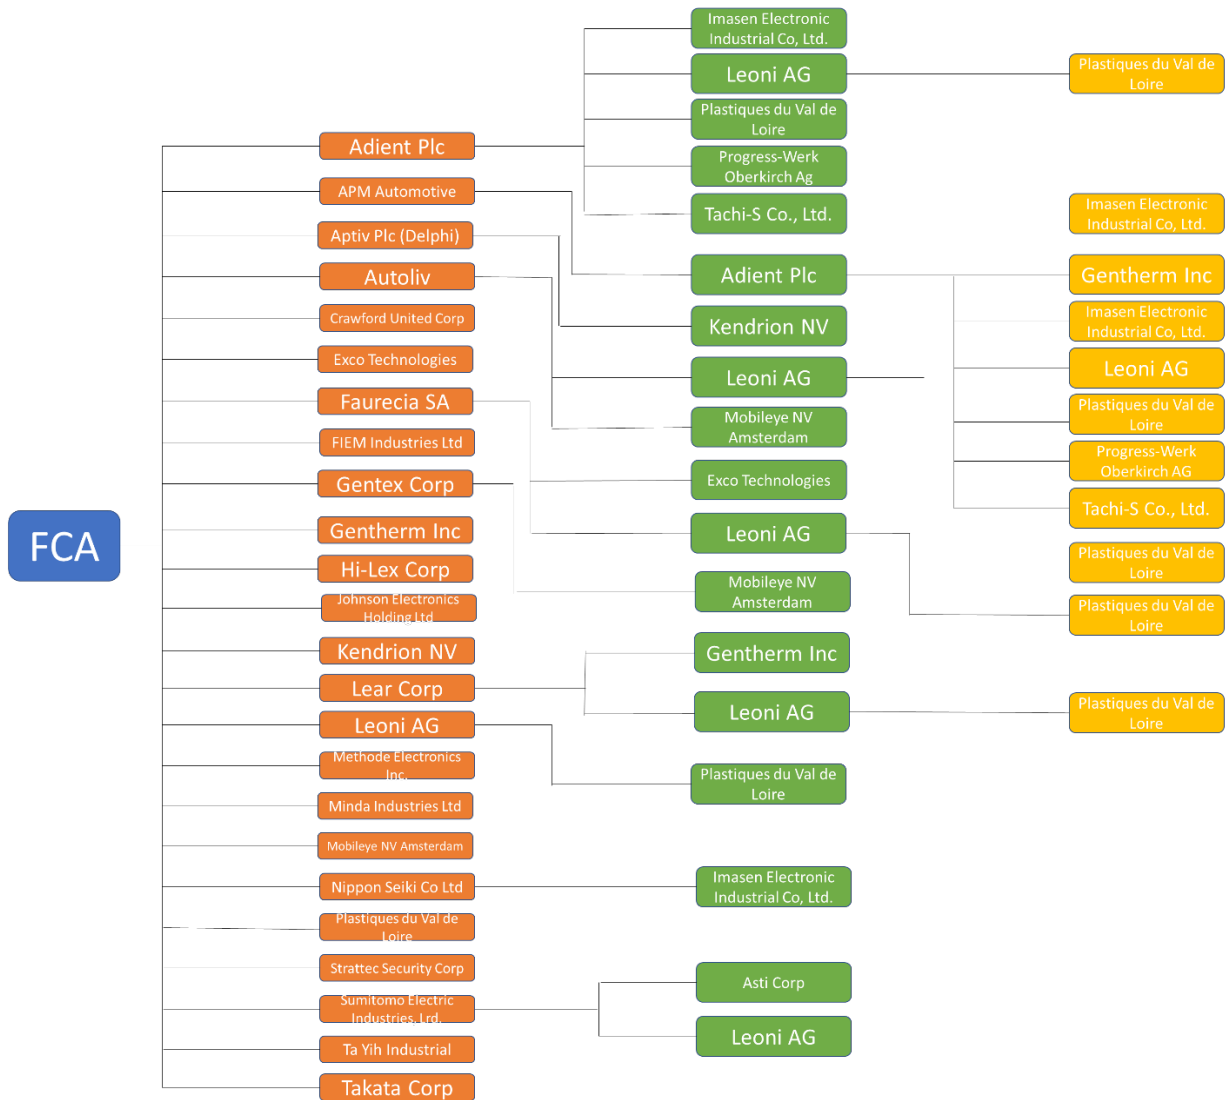 FCA
Adient Plc
APM Automotive
Aptiv Plc (Delphi)
Autoliv
Crawford United Corp
Exco Technologies
Faurecia SA
FIEM Industries Ltd
Gentex Corp
Gentherm Inc
Hi-Lex Corp
Johnson Electronics
Holding Ltd
Kendrion NV
Lear Corp
Leoni AG
Methode Electronics
Inc.
Minda Industries Ltd
Mobileye NV Amsterdam
Nippon Seiki Co Ltd
Plastiques du Val de
Loire
Strattec Security Corp
Sumitomo Electric
Industries, Lrd.
Ta Yih Industrial
Takata Corp
Imasen Electronic
Industrial Co, Ltd.
Leoni AG
Plastiques du Val de
Loire
Progress-Werk
Oberkirch Ag
Tachi-S Co., Ltd.
Adient Plc
Kendrion NV
Leoni AG
Mobileye NV
Amsterdam
Exco Technologies
Leoni AG
Mobileye NV
Amsterdam
Gentherm Inc
Leoni AG
Plastiques du Val de
Loire
Imasen Electronic
Industrial Co, Ltd.
Asti Corp
Leoni AG
Plastiques du Val de
Loire
Imasen Electronic
Industrial Co, Ltd.
Gentherm Inc
Imasen Electronic
Industrial Co, Ltd.
Leoni AG
Plastiques du Val de
Loire
Progress-Werk
Oberkirch AG
Tachi-S Co., Ltd.
Plastiques du Val de
Loire
Plastiques du Val de
Loire
Plastiques du Val de
Loire